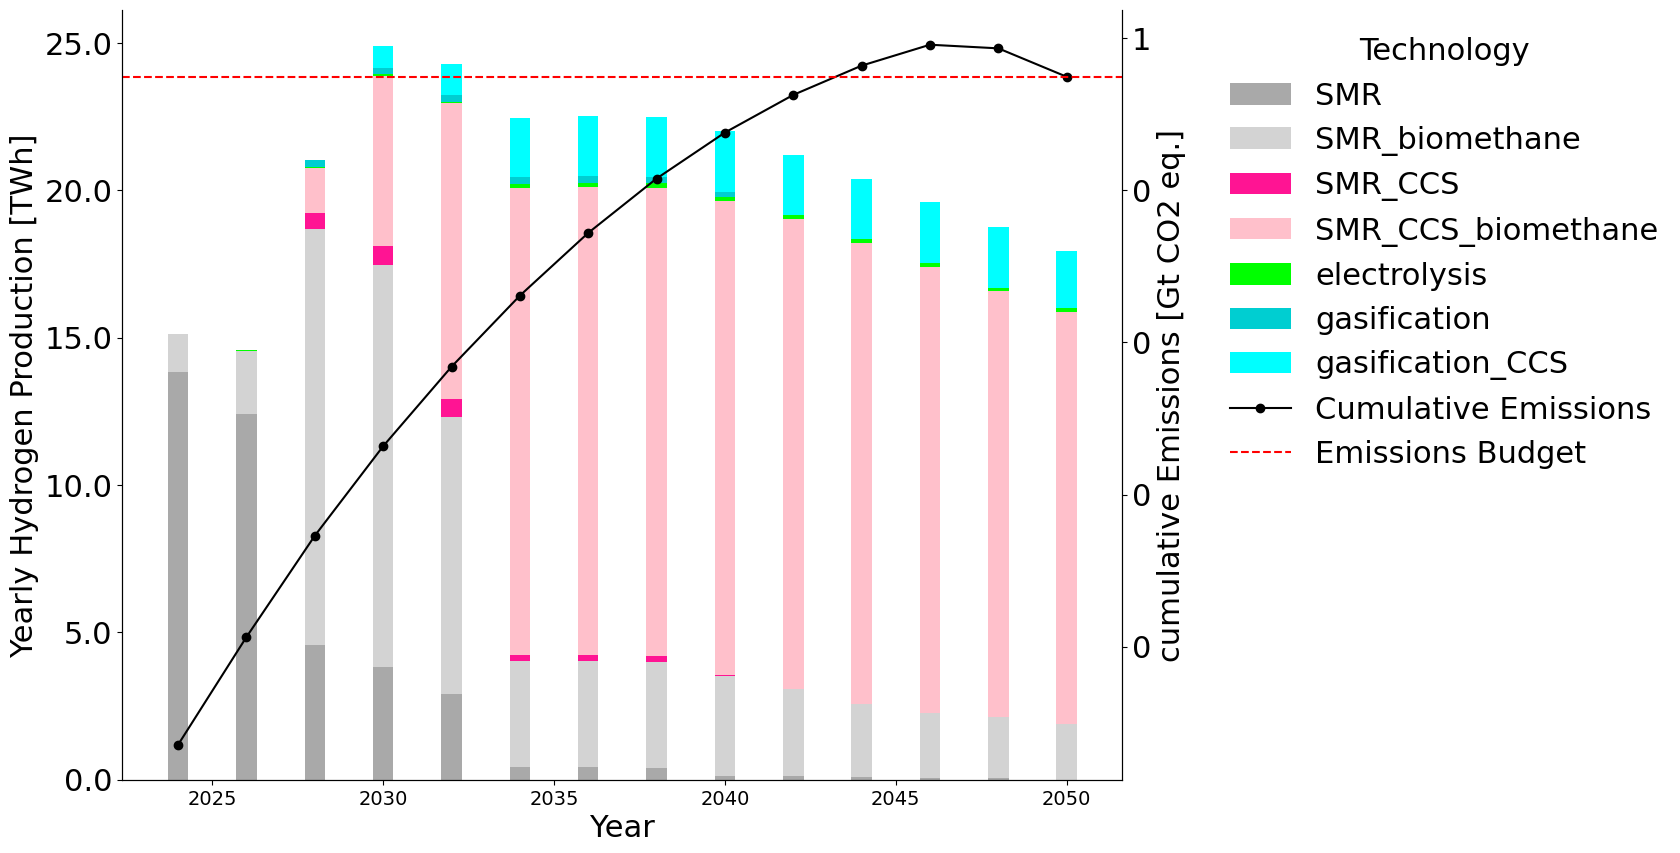 Yearly Hydrogen Production [TWh]
25.0
20.0
15.0
10.0
5.0
0.0
2025
2030
2035
2040
2045
2050
Year
1
0
0
0
0
cumulative Emissions [Gt CO2 eq.]
Technology
SMR
SMR_biomethane
SMR_CCS
SMR_CCS_biomethane
electrolysis
gasification
gasification_CCS
Cumulative Emissions
Emissions Budget